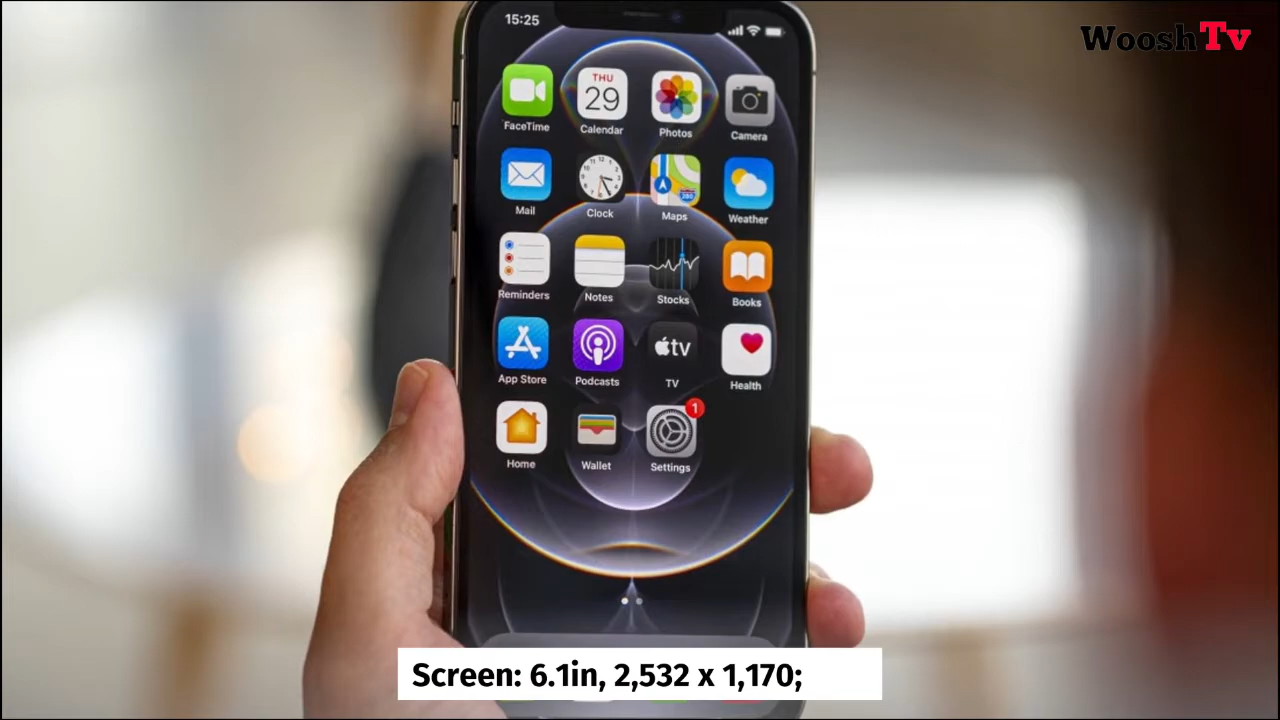 15:25
WooshTv
THU
29
FaceTime
Calendar
Photos
Camera
Mail
Clock
Maps
Weather
Reminders
Notes
Stocks
Books
tv
App Store
Podcasts
TV
Health
1
Home
Wallet
Settings
Screen: 6.1in, 2,532 x 1,170;